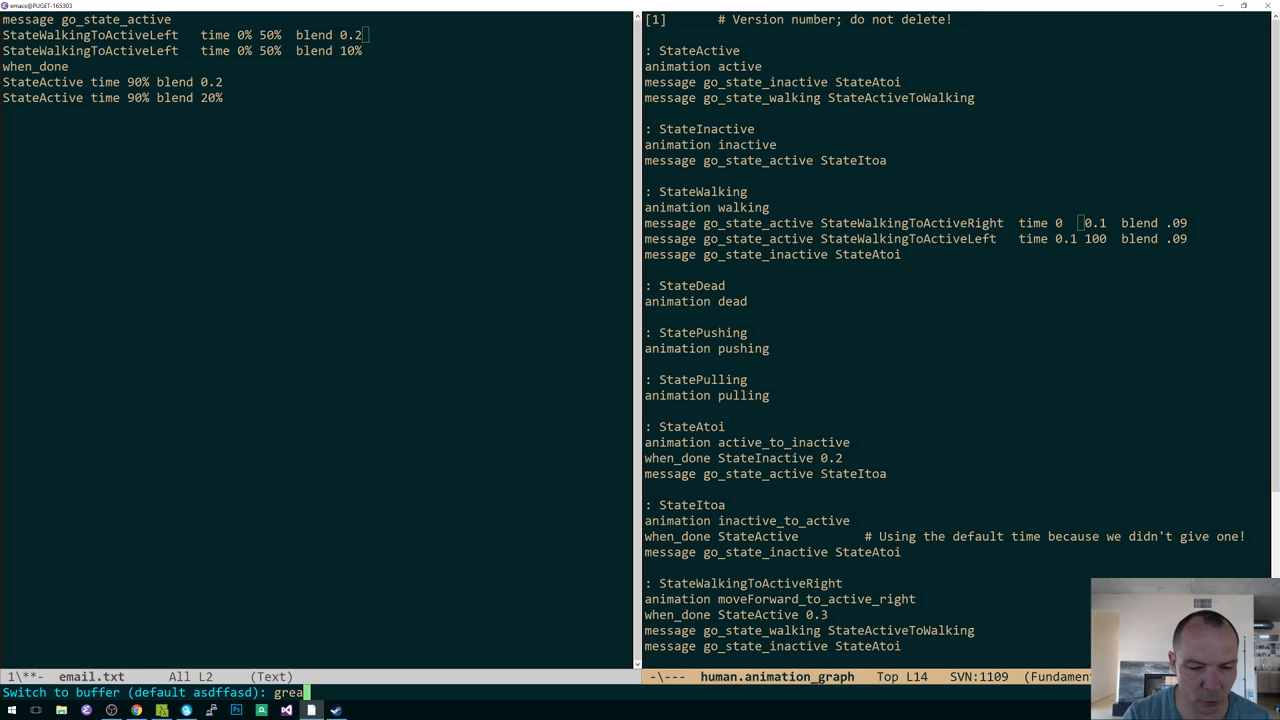 emacs@PUGET-165303
message go_state_active
StateWalkingToActiveLeft   time 0% 50%  blend 0.2
StateWalkingToActiveLeft   time 0% 50%  blend 10%
when_done
StateActive time 90% blend 0.2
StateActive time 90% blend 20%
1\**-  email.txt      All L2     (Text)
[1]       # Version number; do not delete!
: StateActive
animation active
message go_state_inactive StateAtoi
message go_state_walking StateActiveToWalking
: StateInactive
animation inactive
message go_state_active StateItoa
: StateWalking
animation walking
message go_state_active StateWalkingToActiveRight  time 0   0.1  blend .09
message go_state_active StateWalkingToActiveLeft   time 0.1 100  blend .09
message go_state_inactive StateAtoi
: StateDead
animation dead
: StatePushing
animation pushing
: StatePulling
animation pulling
: StateAtoi
animation active_to_inactive
when_done StateInactive 0.2
message go_state_active StateItoa
: StateItoa
animation inactive_to_active
when_done StateActive         # Using the default time because we didn't give one!
message go_state_inactive StateAtoi
: StateWalkingToActiveRight
animation moveForward_to_active_right
when_done StateActive 0.3
message go_state_walking StateActiveToWalking
message go_state_inactive StateAtoi
-\---  human.animation_graph   Top L14   SVN:1109  (Fundamen
Switch to buffer (default asdffasd): grea